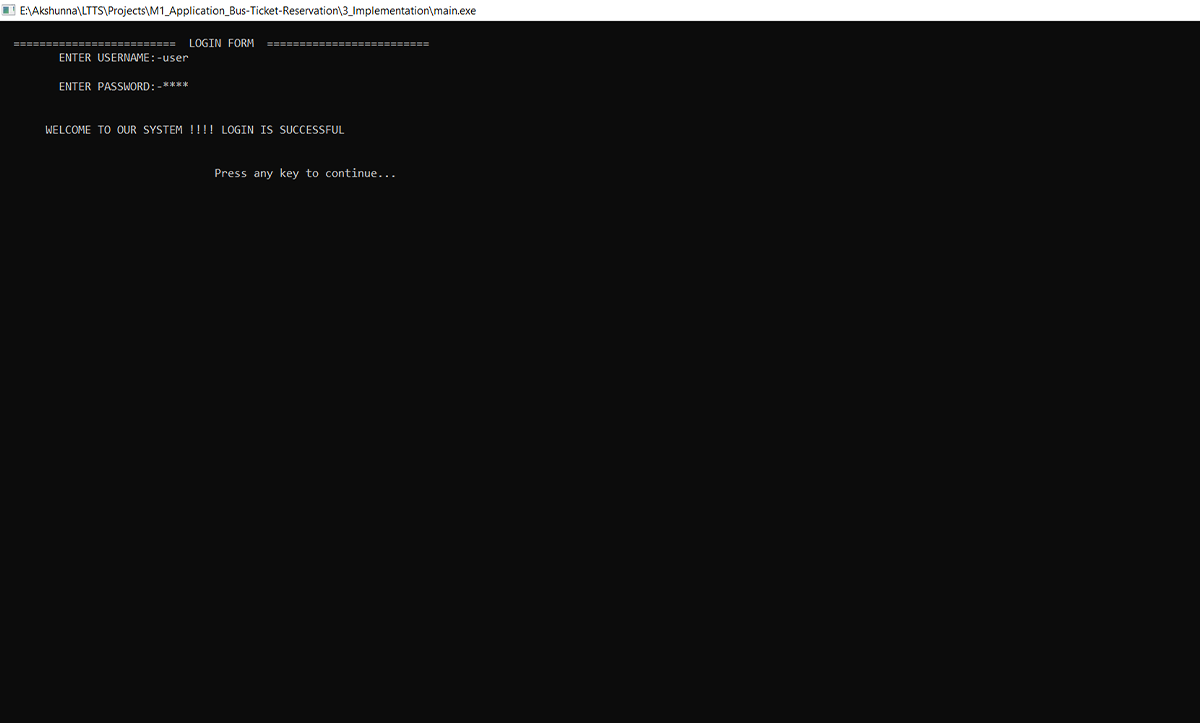 E:\Akshunna\LTTS\Projects\M1_Application_Bus-Ticket-Reservation\3_Implementation\main.exe
========================= LOGIN FORM =========================
ENTER USERNAME:-user
ENTER PASSWORD:-****
WELCOME TO OUR SYSTEM !!!! LOGIN IS SUCCESSFUL
Press any key to continue...